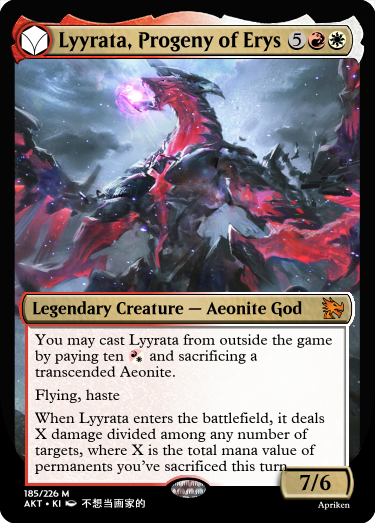 Lyyrata, Progeny of Erys 5
Legendary Creature — Aeonite God
You may cast Lyyrata from outside the game
by paying ten and sacrificing a
transcended Aeonite.
Flying, haste
When Lyyrata enters the battlefield, it deals
X damage divided among any number of
targets, where X is the total mana value of
permanents you've sacrificed this turn.
7/6
185/226 M
AKT • KI 不想当画家的
Apriken